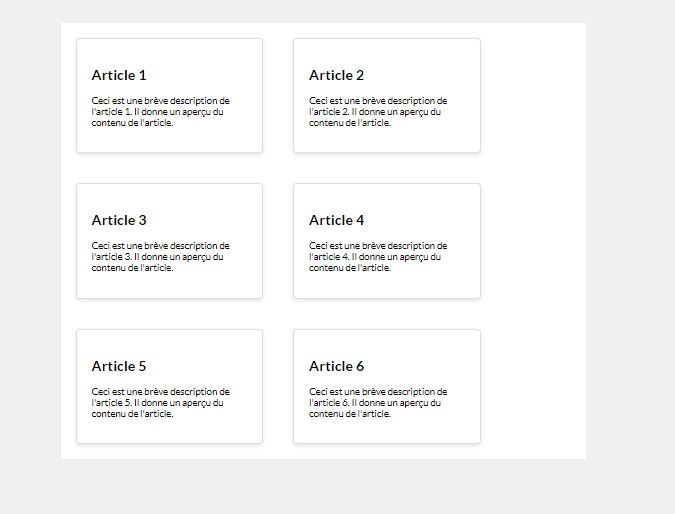 Article 1
Ceci est une brève description de
l'article 1. Il donne un aperçu du
contenu de l'article.
Article 2
Ceci est une brève description de
l'article 2. Il donne un aperçu du
contenu de l'article.
Article 3
Ceci est une brève description de
l'article 3. Il donne un aperçu du
contenu de l'article.
Article 4
Ceci est une brève description de
l'article 4. Il donne un aperçu du
contenu de l'article.
Article 5
Ceci est une brève description de
l'article 5. Il donne un aperçu du
contenu de l'article.
Article 6
Ceci est une brève description de
l'article 6. Il donne un aperçu du
contenu de l'article.